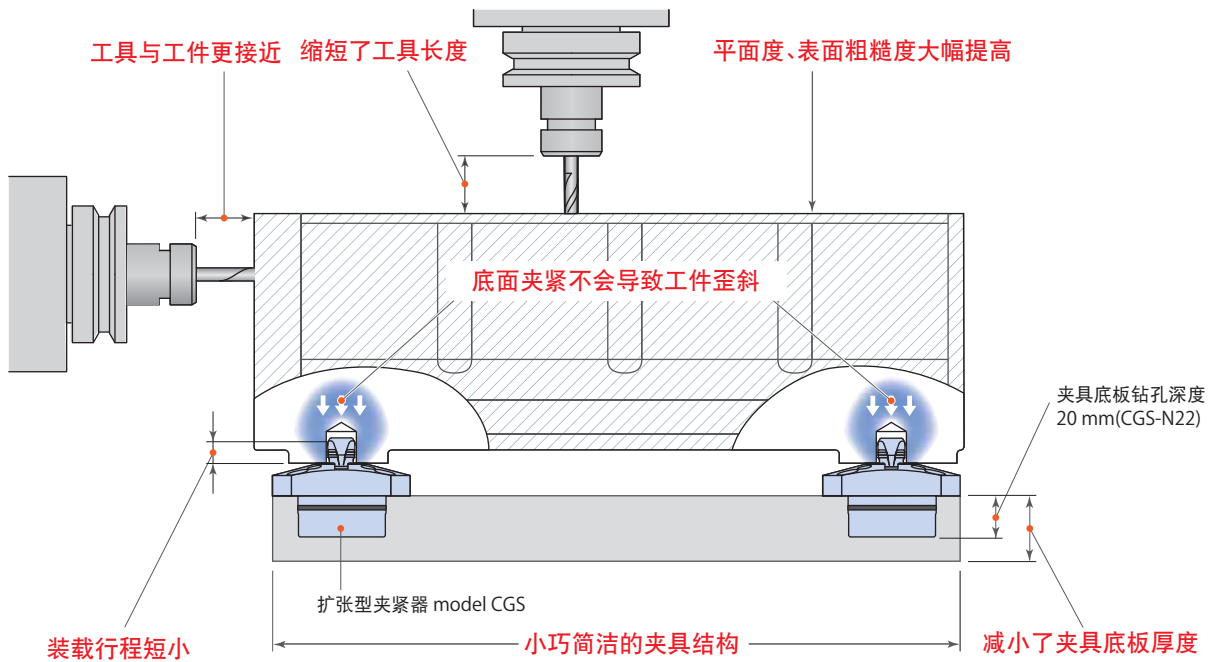 工具与工件更接近
缩短了工具长度
平面度、表面粗糙度大幅提高
底面夹紧不会导致工件歪斜
夹具底板钻孔深度
20 mm(CGS-N22)
扩张型夹紧器 model CGS
装载行程短小
小巧简洁的夹具结构
减小了夹具底板厚度